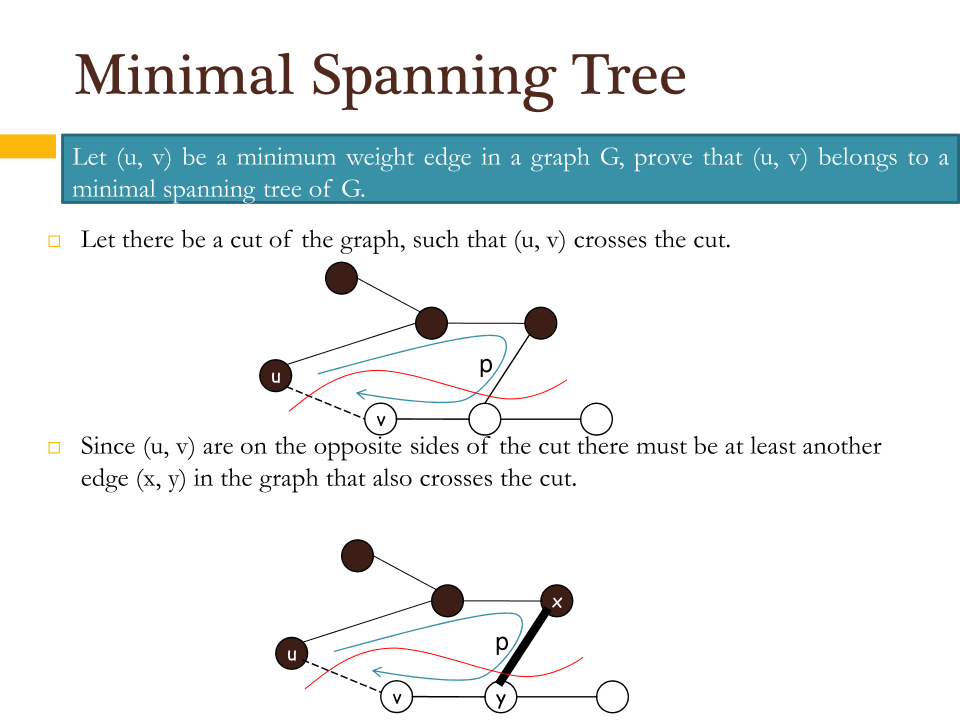 Minimal Spanning Tree
Let (u, v) be a minimum weight edge in a graph G, prove that (u, v) belongs to a
minimal spanning tree of G.
Let there be a cut of the graph, such that (u, v) crosses the cut.
p
u
v
Since (u, v) are on the opposite sides of the cut there must be at least another
edge (x, y) in the graph that also crosses the cut.
x
p
u
v
y